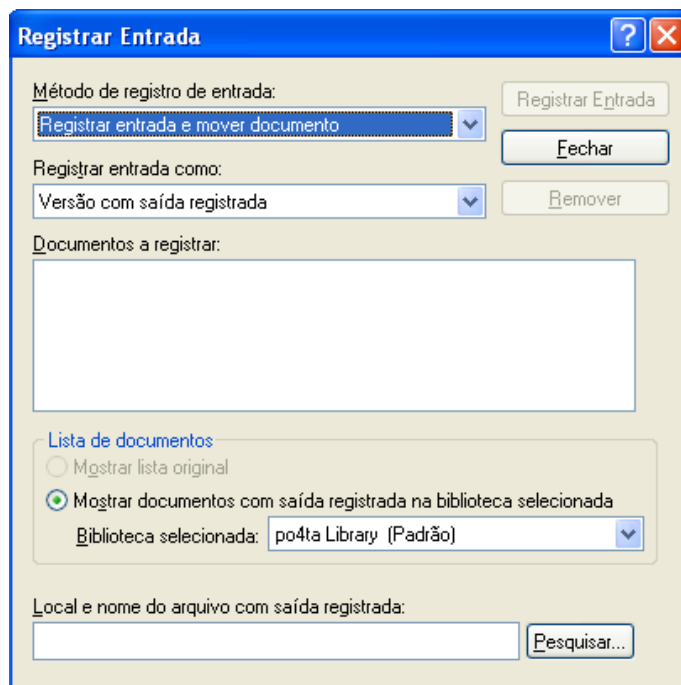 Registrar Entrada
Método de registro de entrada:
Registrar Entrada
Registrar entrada e mover documento
Fechar
Registrar entrada como:
Versão com saída registrada
Remover
Documentos a registrar:
Lista de documentos
Mostrar lista original
Mostrar documentos com saída registrada na biblioteca selecionada
Biblioteca selecionada: po4ta Library (Padrão)
Local e nome do arquivo com saída registrada:
Pesquisar...